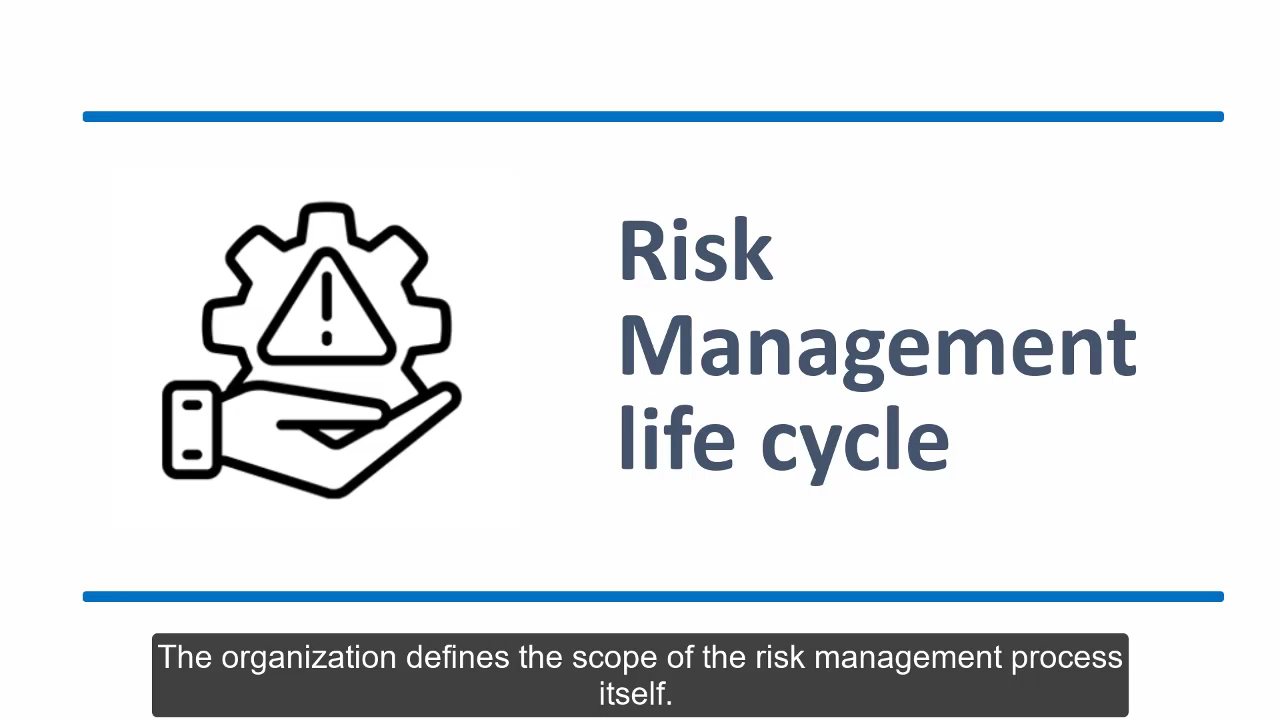 Risk
Management
life cycle
The organization defines the scope of the risk management process
itself.